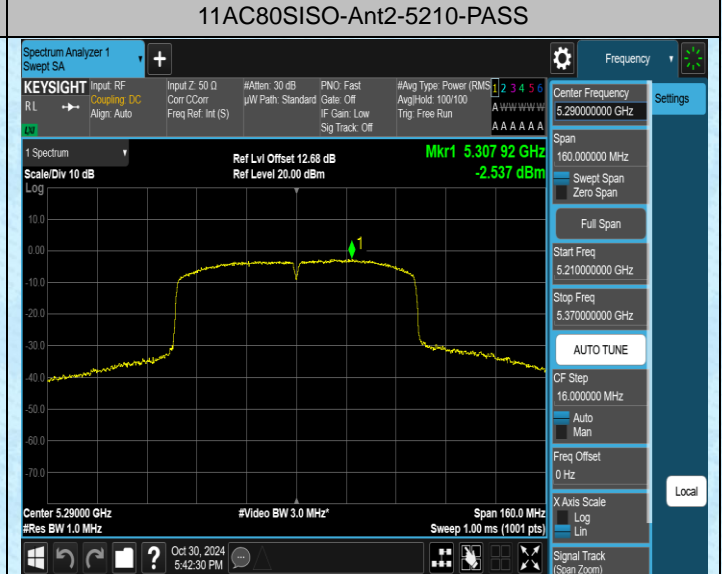 11AC80SISO-Ant2-5210-PASS
Spectrum Analyzer 1
Swept SA
+
Frequency
KEYSIGHT
RL
LXI
Input: RF
Coupling: DC
Align: Auto
Input Z: 50 Ω
Corr CCorr
Freq Ref: Int (S)
#Atten: 30 dB
µW Path: Standard
PNO: Fast
Gate: Off
IF Gain: Low
Sig Track: Off
#Avg Type: Power (RMS
Avg|Hold: 100/100
Trig: Free Run
1 2 3 4 5 6
A W W W W W
A A A A A A
1 Spectrum
Scale/Div 10 dB
Log
Ref Lvl Offset 12.68 dB
Ref Level 20.00 dBm
Mkr1 5.307 92 GHz
-2.537 dBm
10.0
0.00
-10.0
-20.0
-30.0
-40.0
-50.0
-60.0
-70.0
1
Center 5.29000 GHz
#Res BW 1.0 MHz
#Video BW 3.0 MHz*
Span 160.0 MHz
Sweep 1.00 ms (1001 pts)
Center Frequency
5.290000000 GHz
Settings
Span
160.000000 MHz
Swept Span
Zero Span
Full Span
Start Freq
5.210000000 GHz
Stop Freq
5.370000000 GHz
AUTO TUNE
CF Step
16.000000 MHz
Auto
Man
Freq Offset
0 Hz
X Axis Scale
Log
Lin
Local
Signal Track
(Span Zoom)
?
Oct 30, 2024
5:42:30 PM